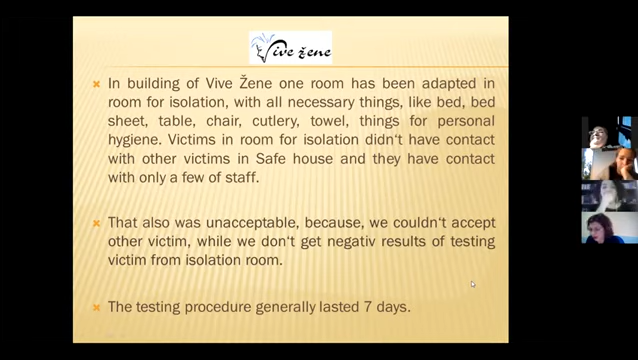 Vive žene
In building of Vive Žene one room has been adapted in
room for isolation, with all necessary things, like bed, bed
sheet, table, chair, cutlery, towel, things for personal
hygiene. Victims in room for isolation didn't have contact
with other victims in Safe house and they have contact
with only a few of staff.
That also was unacceptable, because, we couldn't accept
other victim, while we don't get negativ results of testing
victim from isolation room.
The testing procedure generally lasted 7 days.